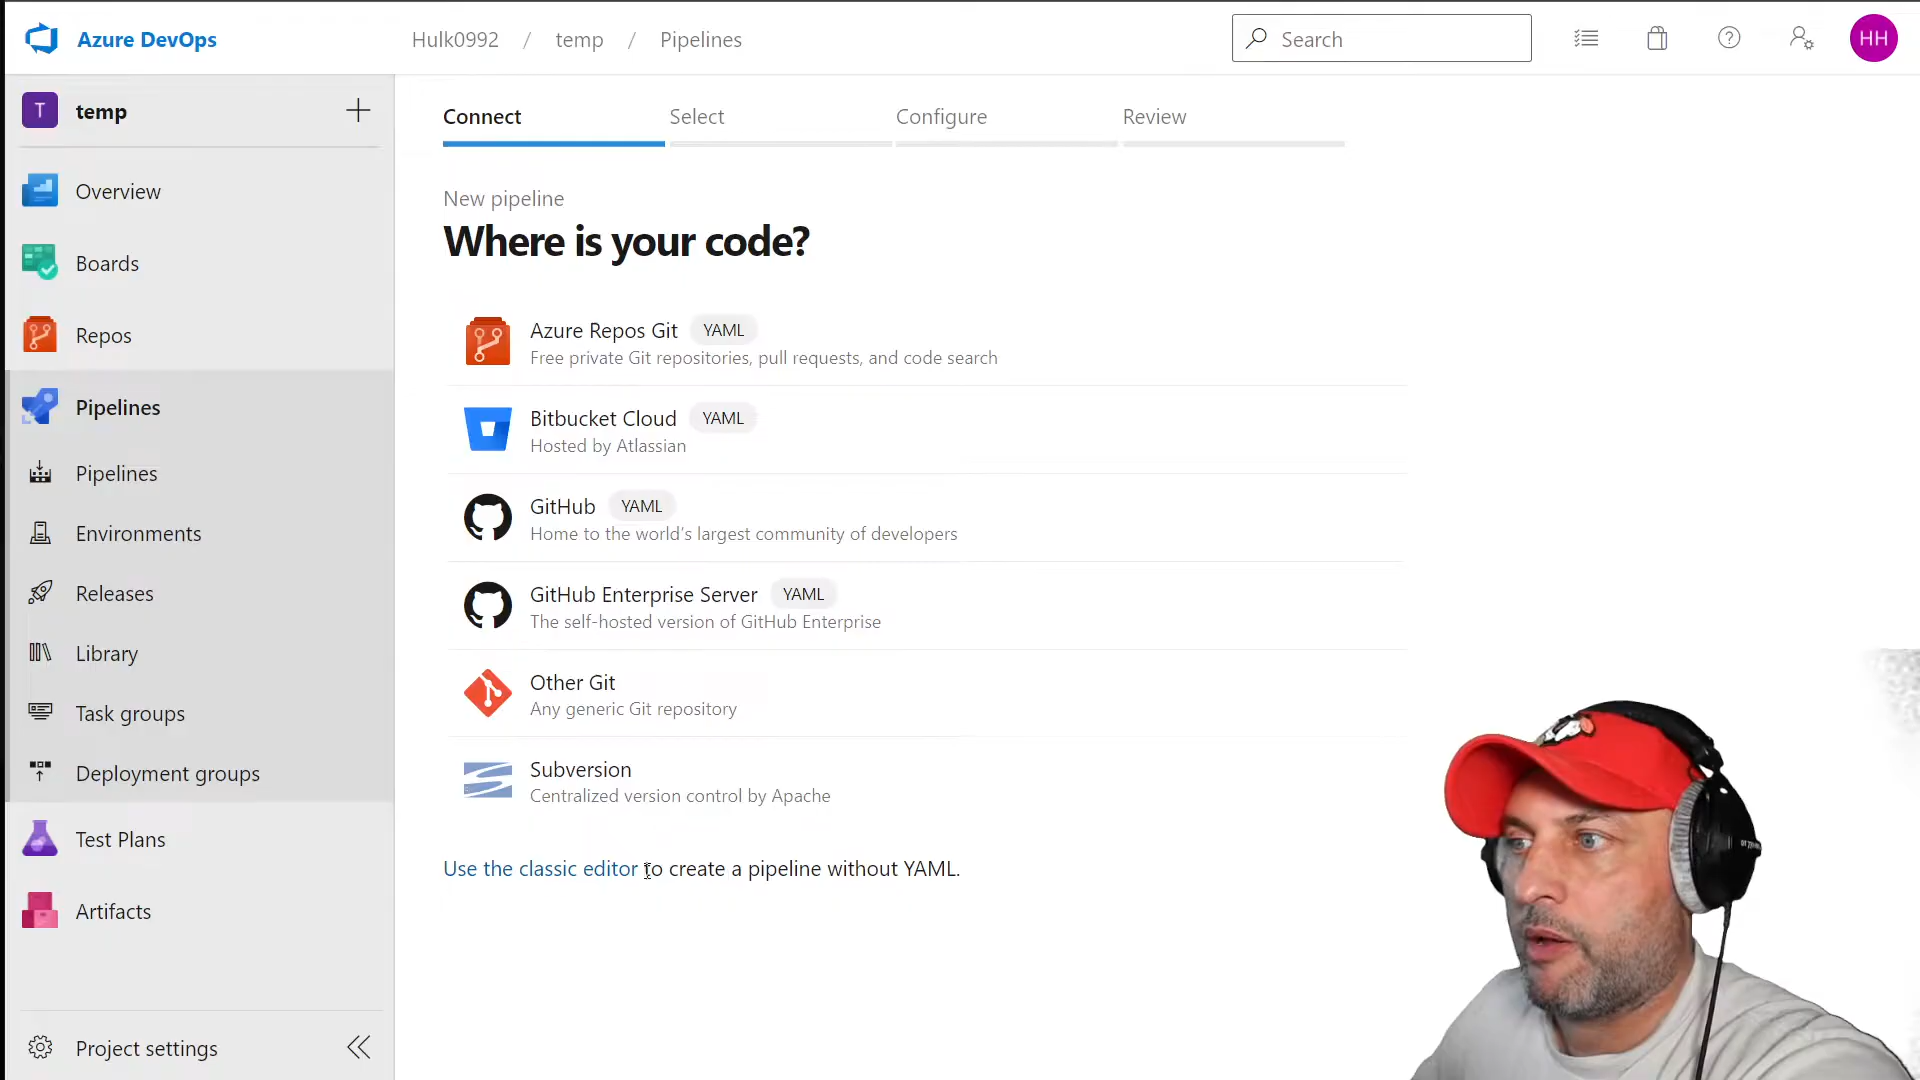 Azure DevOps
Hulk0992 / temp / Pipelines
Search
HH
T temp
Overview
Boards
Repos
Pipelines
Pipelines
Environments
Releases
Library
Task groups
Deployment groups
Test Plans
Artifacts
Project settings
Connect
Select
Configure
Review
New pipeline
Where is your code?
Azure Repos Git YAML
Free private Git repositories, pull requests, and code search
Bitbucket Cloud YAML
Hosted by Atlassian
GitHub YAML
Home to the world's largest community of developers
GitHub Enterprise Server YAML
The self-hosted version of GitHub Enterprise
Other Git
Any generic Git repository
Subversion
Centralized version control by Apache
Use the classic editor to create a pipeline without YAML.